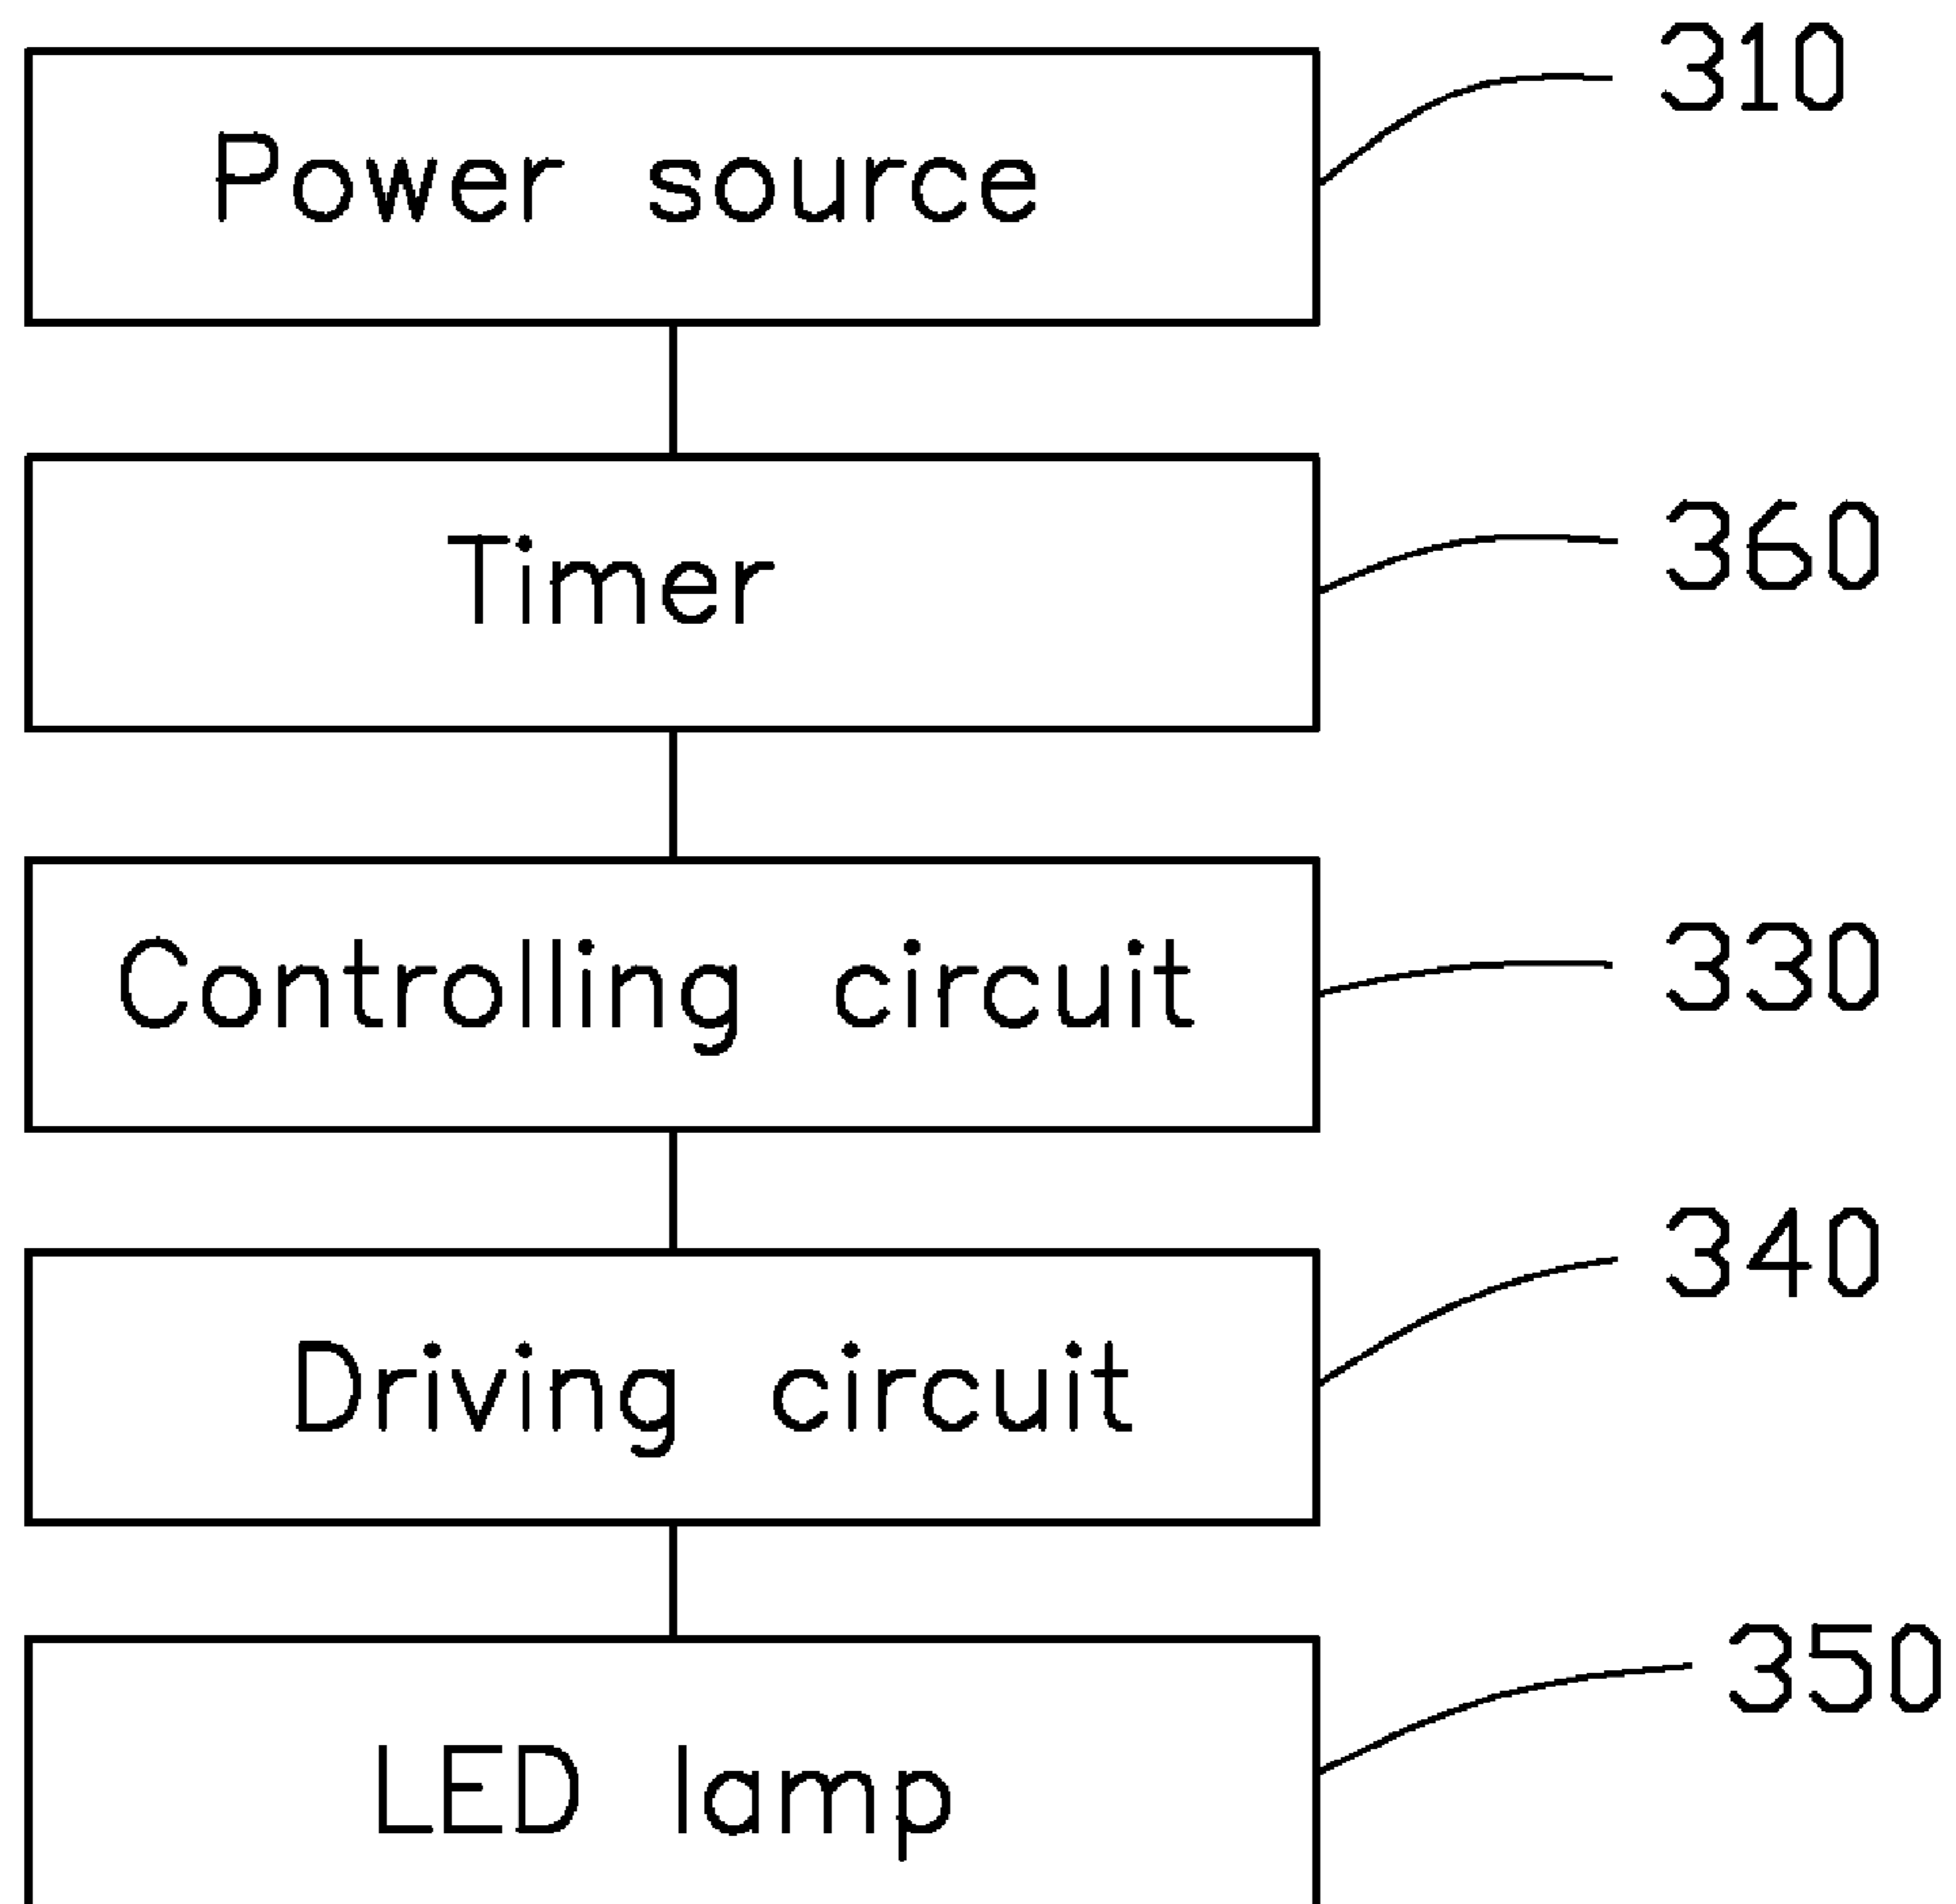 310
Power source
360
Timer
330
Controlling circuit
340
Driving circuit
350
LED lamp